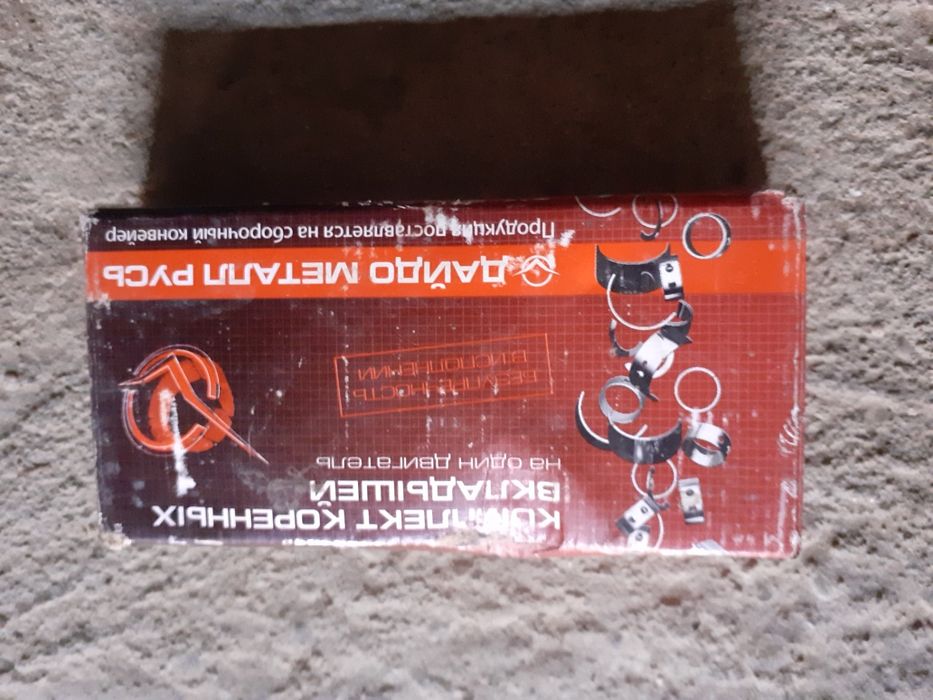 КОМПЛЕКТ КОРЕННЫХ
ВКЛАДЫШЕЙ
на один двигатель
БЕЗУПРЕЧНОСТЬ
В ИСПОЛНЕНИИ
ДАЙДО МЕТАЛЛ РУСЬ
Продукция поставляется на сборочный конвейер